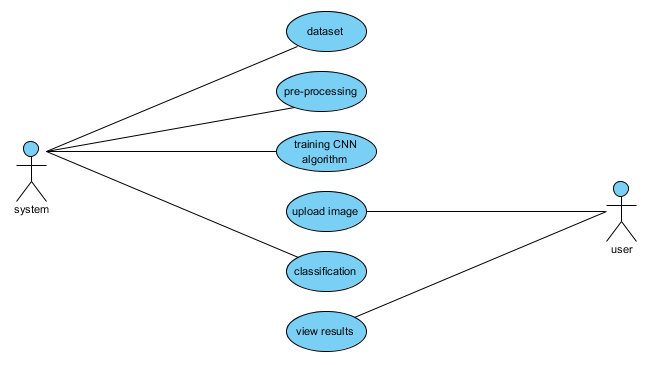 dataset
pre-processing
training CNN
algorithm
system
upload image
user
classification
view results